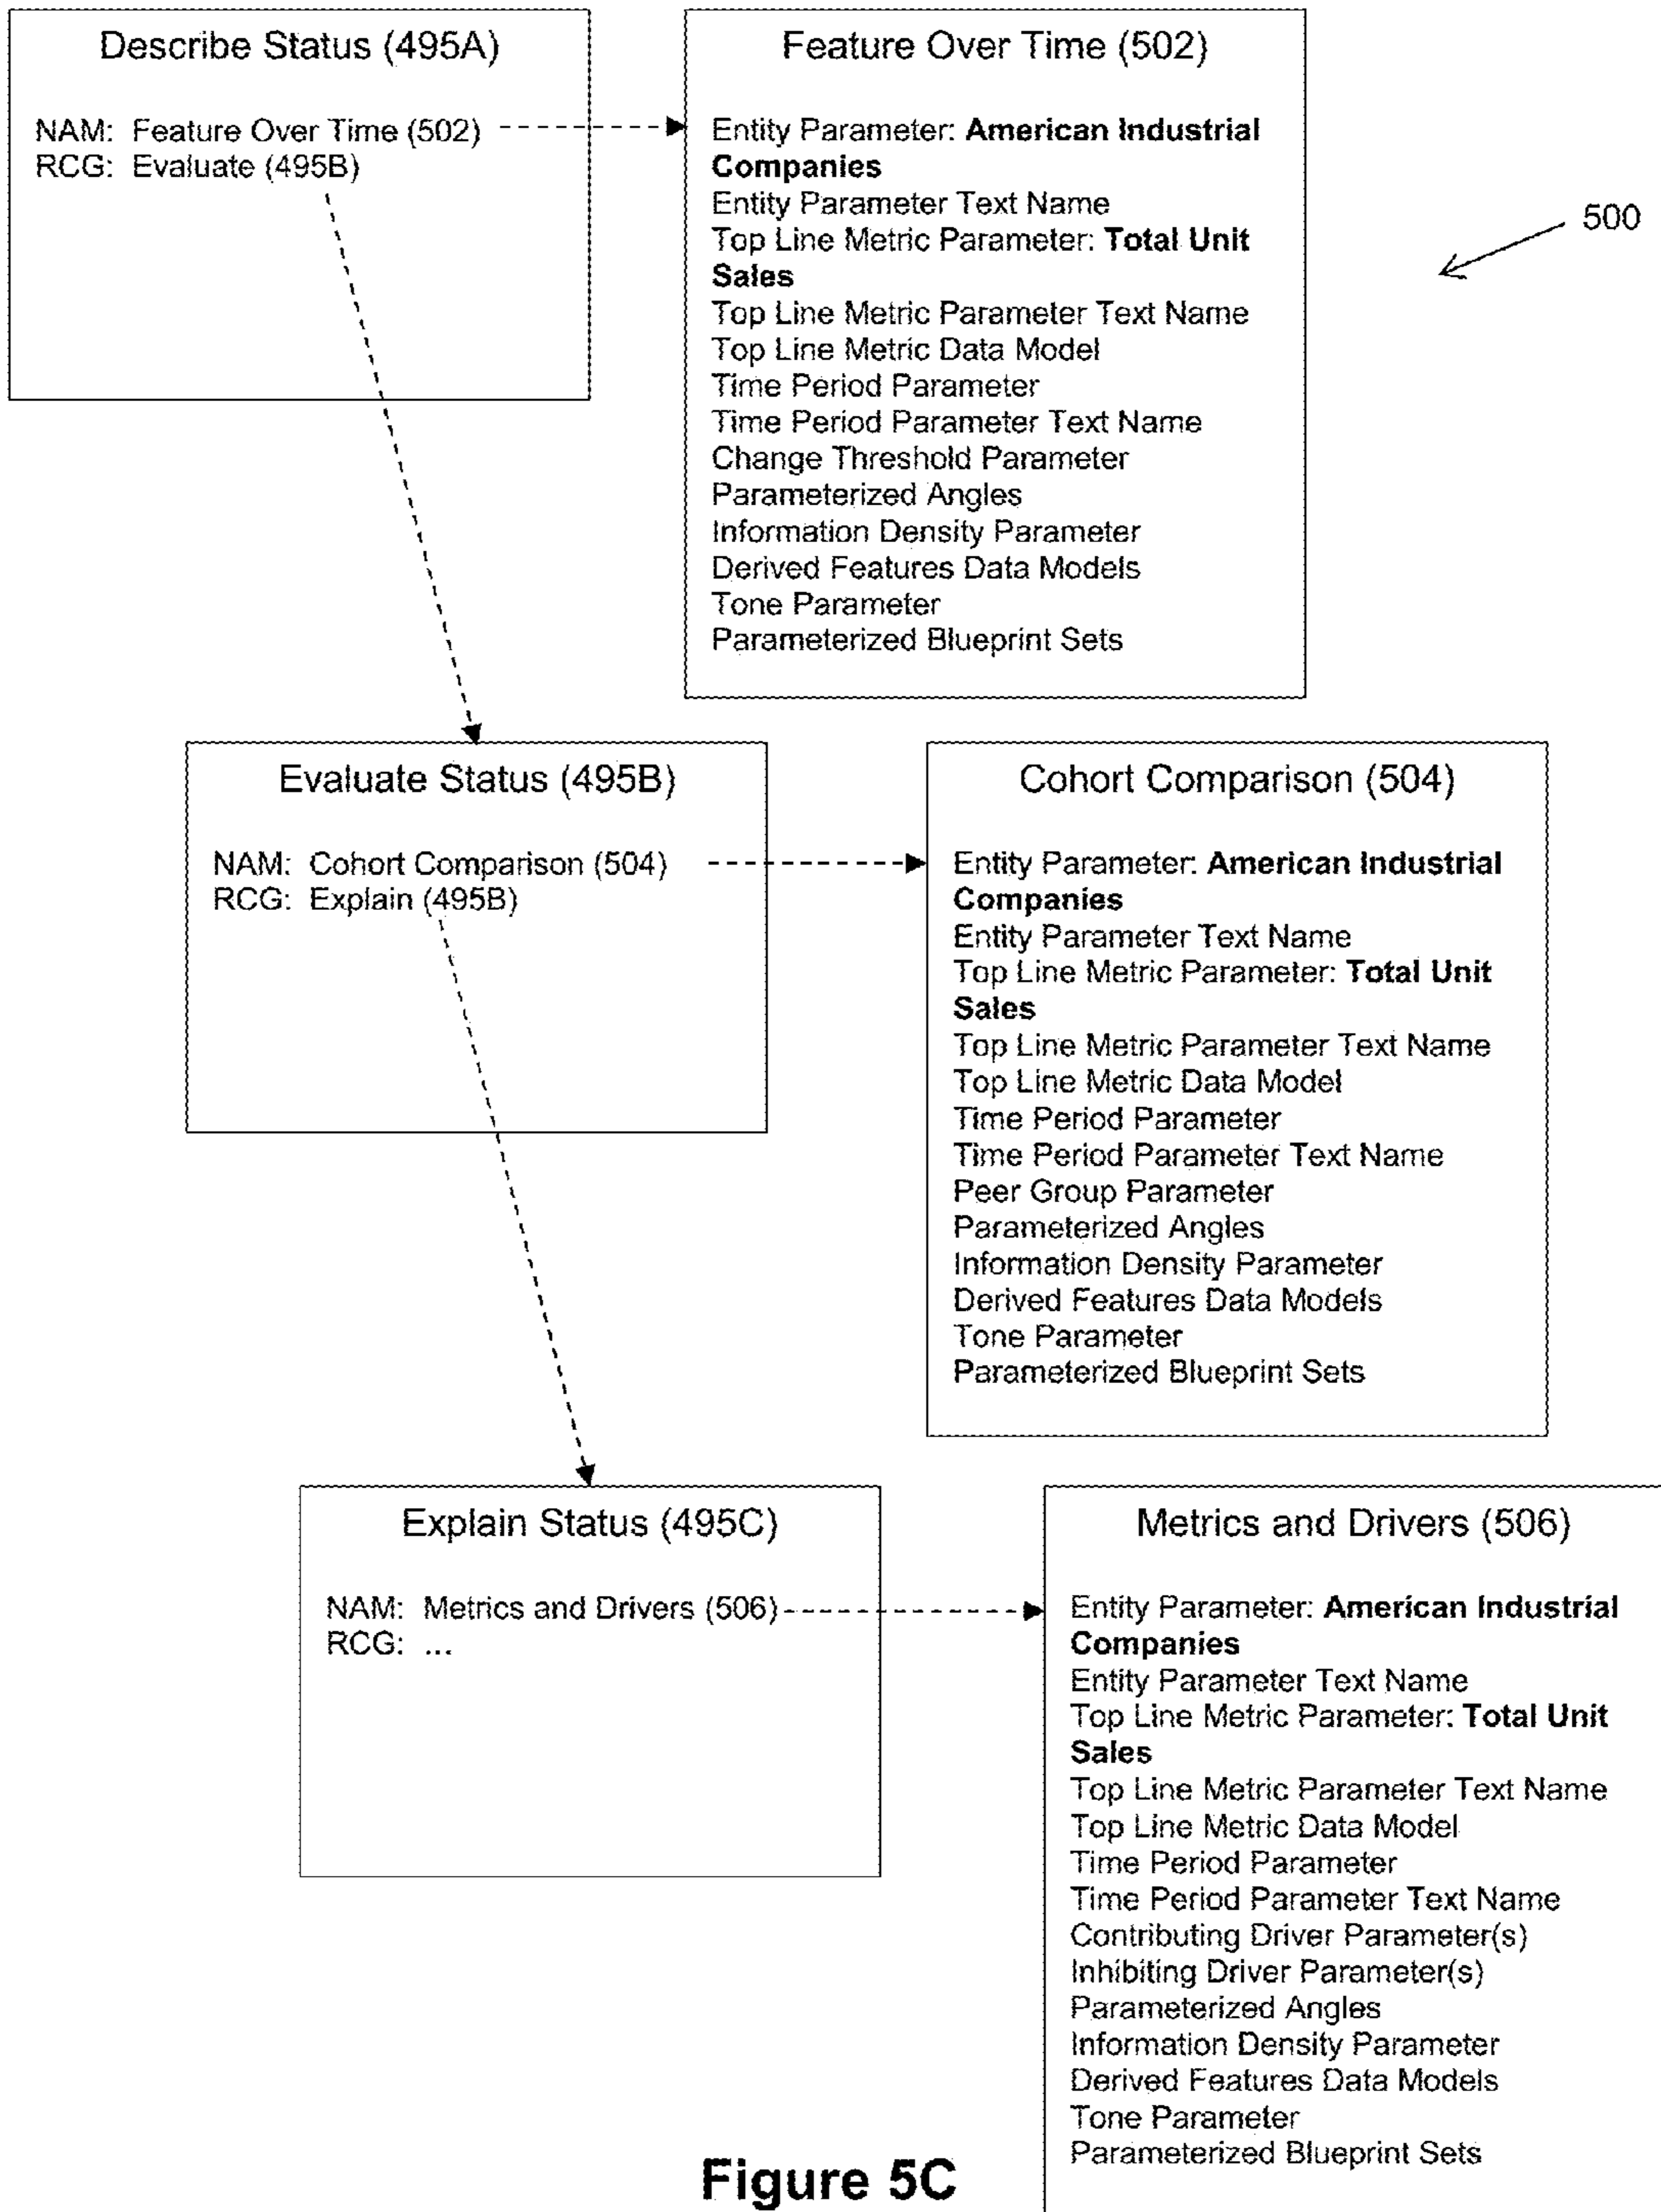 Describe Status (495A)
NAM: Feature Over Time (502)
RCG: Evaluate (495B)
Feature Over Time (502)
Entity Parameter: American Industrial
Companies
Entity Parameter Text Name
Top Line Metric Parameter: Total Unit
Sales
Top Line Metric Parameter Text Name
Top Line Metric Data Model
Time Period Parameter
Time Period Parameter Text Name
Change Threshold Parameter
Parameterized Angles
Information Density Parameter
Derived Features Data Models
Tone Parameter
Parameterized Blueprint Sets
500
Evaluate Status (495B)
NAM: Cohort Comparison (504)
RCG: Explain (495B)
Cohort Comparison (504)
Entity Parameter: American Industrial
Companies
Entity Parameter Text Name
Top Line Metric Parameter: Total Unit
Sales
Top Line Metric Parameter Text Name
Top Line Metric Data Model
Time Period Parameter
Time Period Parameter Text Name
Peer Group Parameter
Parameterized Angles
Information Density Parameter
Derived Features Data Models
Tone Parameter
Parameterized Blueprint Sets
Explain Status (495C)
NAM: Metrics and Drivers (506)
RCG: ...
Metrics and Drivers (506)
Entity Parameter: American Industrial
Companies
Entity Parameter Text Name
Top Line Metric Parameter: Total Unit
Sales
Top Line Metric Parameter Text Name
Top Line Metric Data Model
Time Period Parameter
Time Period Parameter Text Name
Contributing Driver Parameter(s)
Inhibiting Driver Parameter(s)
Parameterized Angles
Information Density Parameter
Derived Features Data Models
Tone Parameter
Parameterized Blueprint Sets
Figure 5C